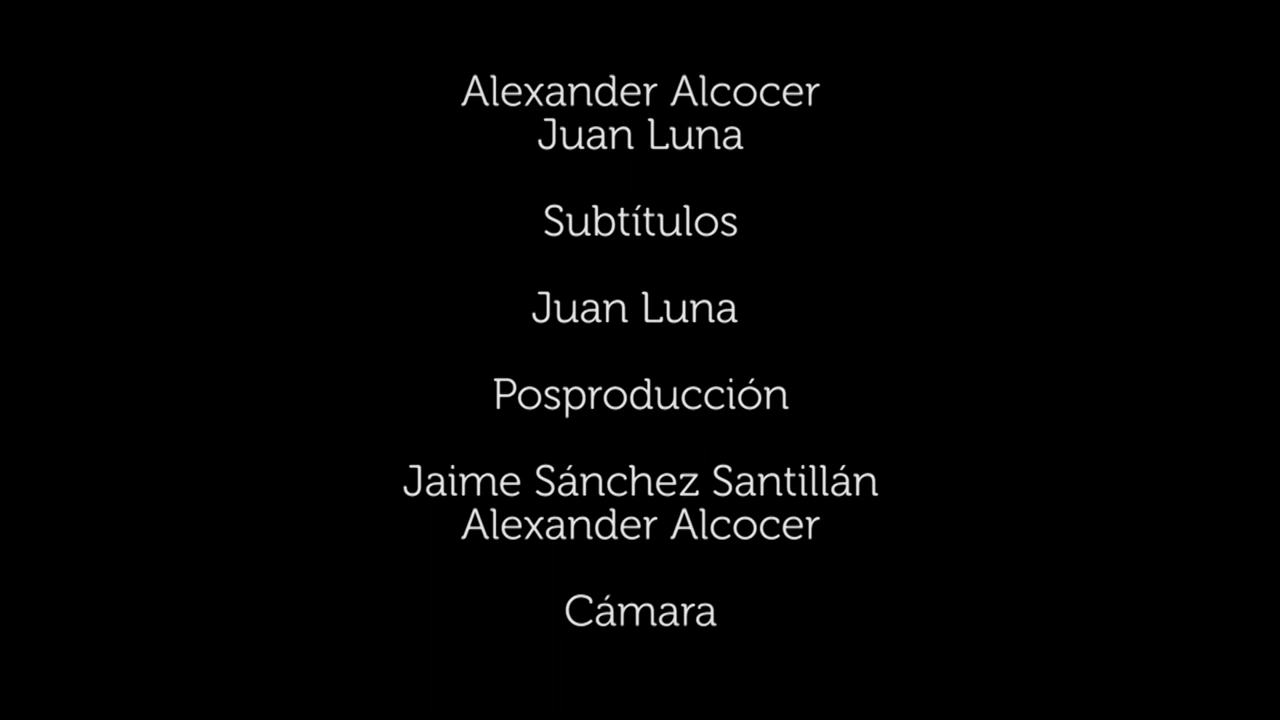 Alexander Alcocer
Juan Luna
Subtítulos
Juan Luna
Posproducción
Jaime Sánchez Santillán
Alexander Alcocer
Cámara